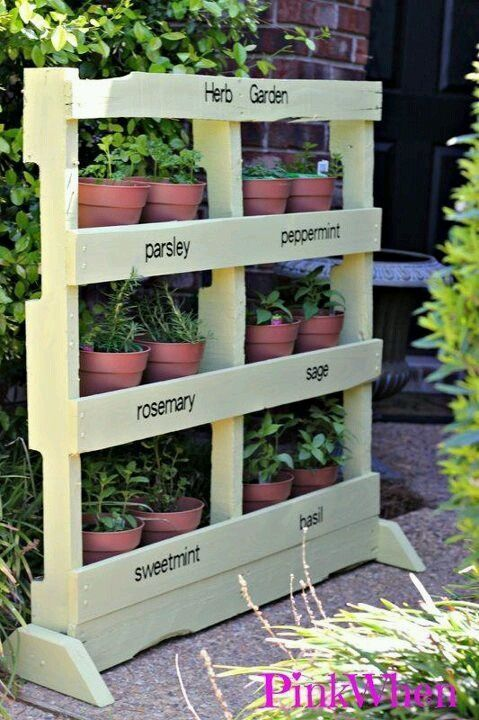 Herb Garden
parsley peppermint
rosemary sage
sweetmint basil
PinkWhen